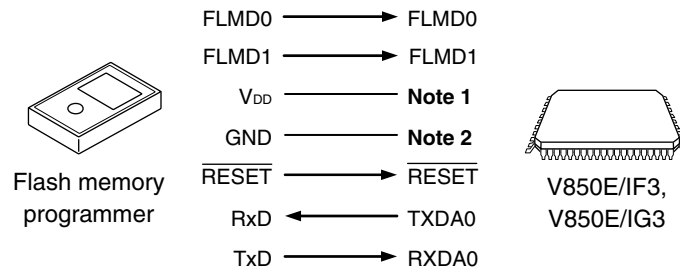 FLMD0 FLMD0
FLMD1 FLMD1
VDD Note 1
GND Note 2
RESET RESET
RxD TXDA0
TxD RXDA0
Flash memory
programmer
V850E/IF3,
V850E/IG3